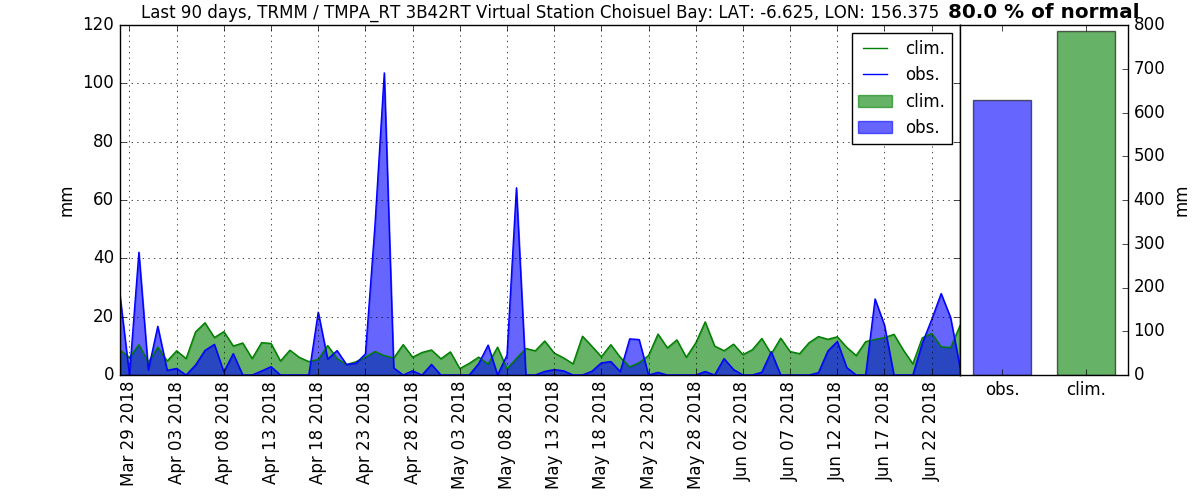 Last 90 days, TRMM / TMPA_RT 3B42RT Virtual Station Choisuel Bay: LAT: -6.625, LON: 156.375 80.0 % of normal
120
100
80
60
40
20
0
mm
clim.
obs.
clim.
obs.
800
700
600
500
400
300
200
100
0
mm
Mar 29 2018
Apr 03 2018
Apr 08 2018
Apr 13 2018
Apr 18 2018
Apr 23 2018
Apr 28 2018
May 03 2018
May 08 2018
May 13 2018
May 18 2018
May 23 2018
May 28 2018
Jun 02 2018
Jun 07 2018
Jun 12 2018
Jun 17 2018
Jun 22 2018
obs.
clim.